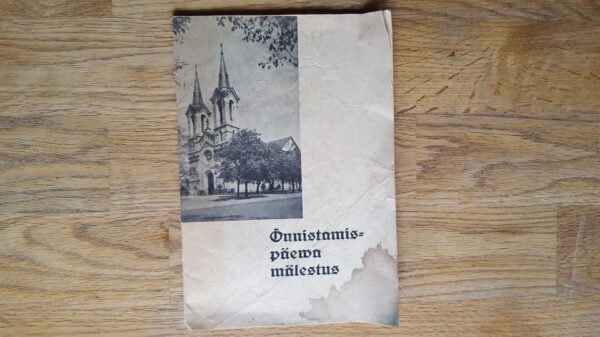 Õnnistamis-
päewa
mälestus